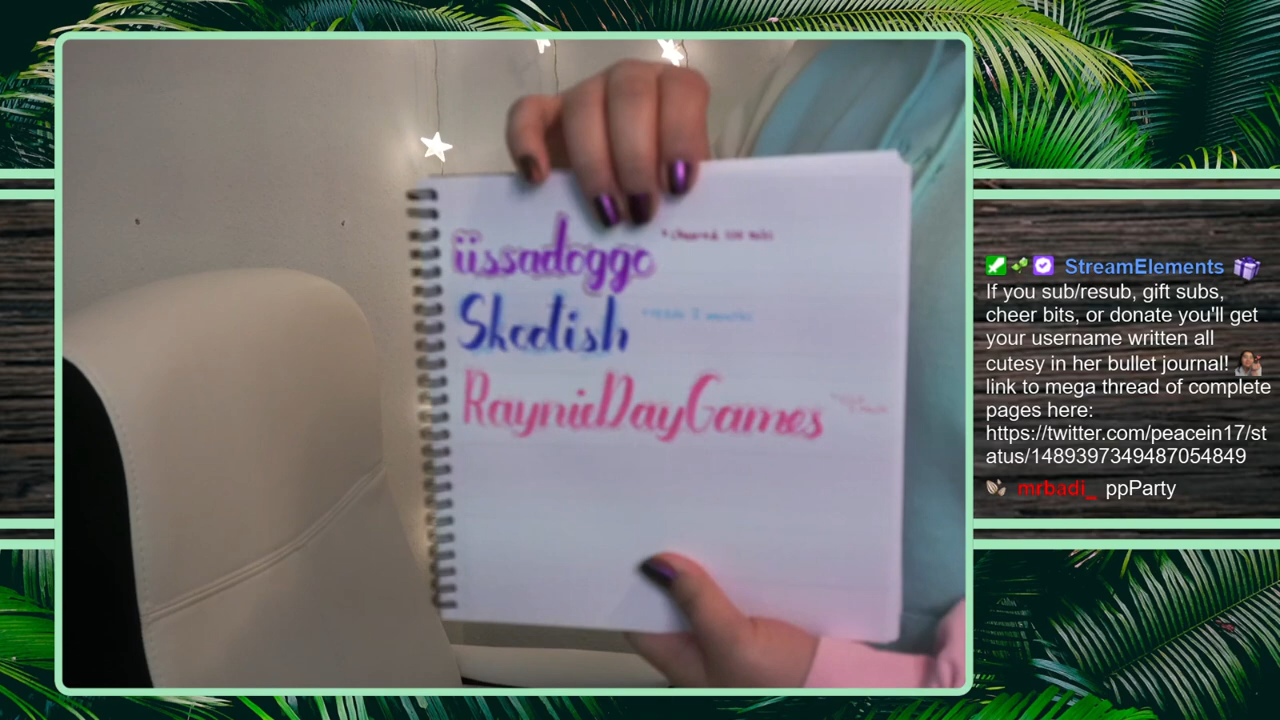 iissadoggo
Skodish
RaynieDayGames
StreamElements
If you sub/resub, gift subs,
cheer bits, or donate you'll get
your username written all
cutesy in her bullet journal!
link to mega thread of complete
pages here:
https://twitter.com/peacein17/st
atus/1489397349487054849
mrbadi_ ppParty